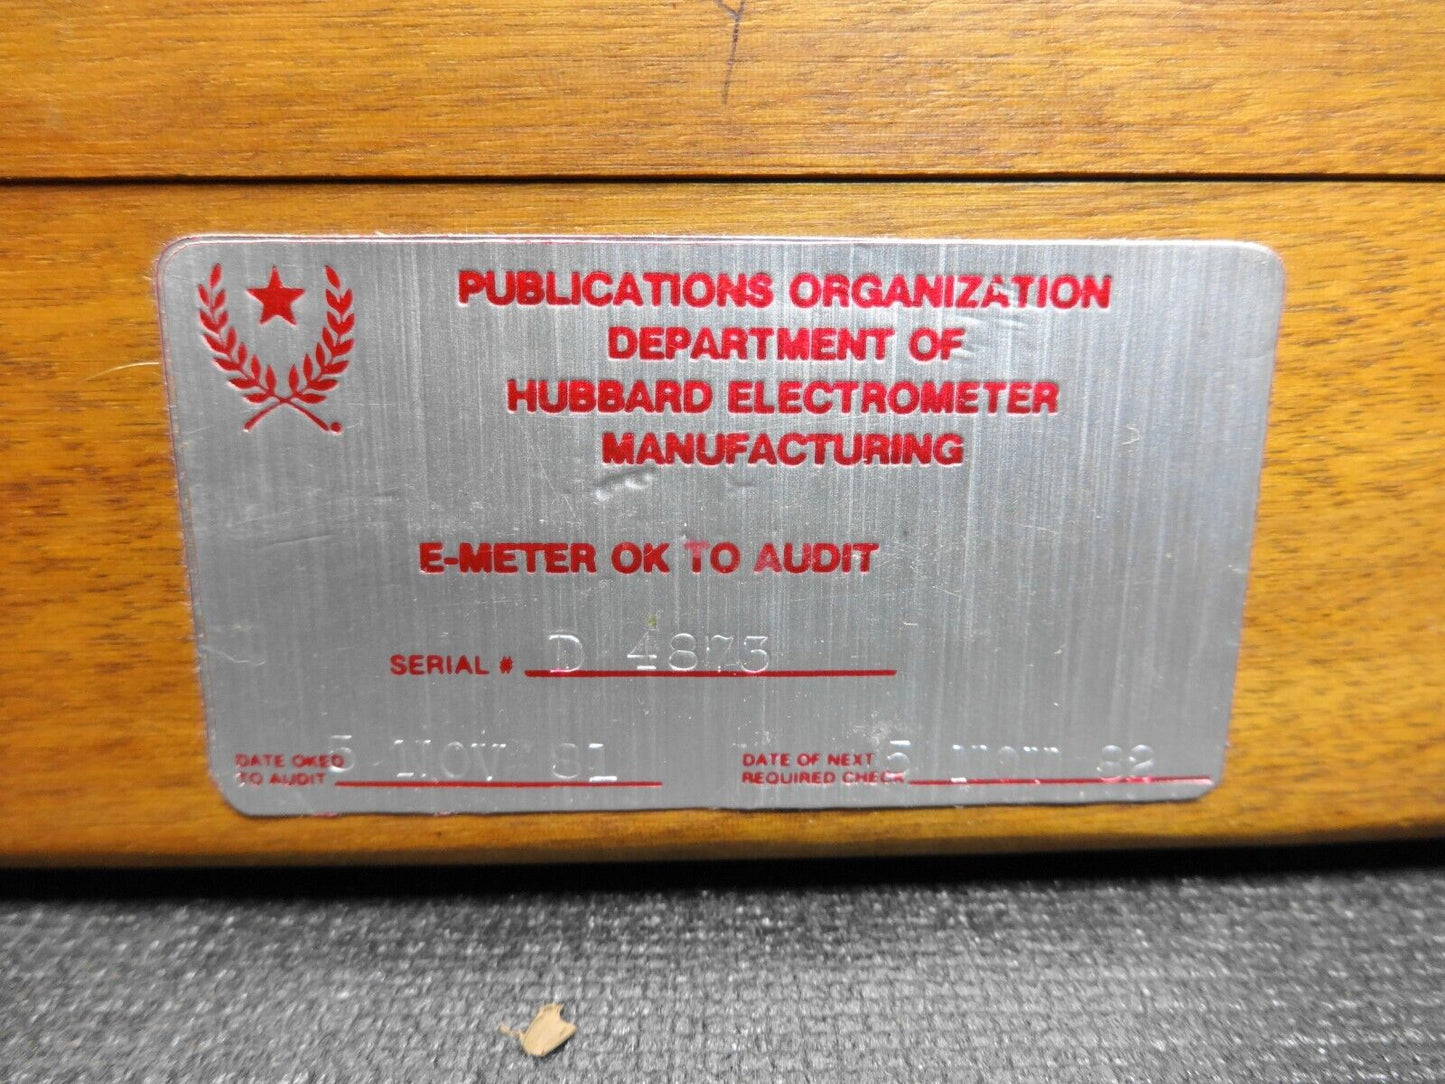 PUBLICATIONS ORGANIZATION
DEPARTMENT OF
HUBBARD ELECTROMETER
MANUFACTURING
E-METER OK TO AUDIT
SERIAL # D 4873
DATE OKED TO AUDIT 5 NOV 81
DATE OF NEXT REQUIRED CHECK 5 NOV 82